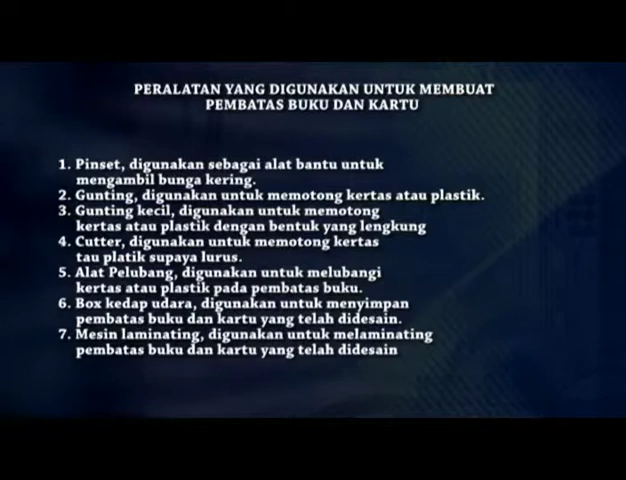 PERALATAN YANG DIGUNAKAN UNTUK MEMBUAT
PEMBATAS BUKU DAN KARTU
1. Pinset, digunakan sebagai alat bantu untuk
mengambil bunga kering.
2. Gunting, digunakan untuk memotong kertas atau plastik.
3. Gunting kecil, digunakan untuk memotong
kertas atau plastik dengan bentuk yang lengkung
4. Cutter, digunakan untuk memotong kertas
tau platik supaya lurus.
5. Alat Pelubang, digunakan untuk melubangi
kertas atau plastik pada pembatas buku.
6. Box kedap udara, digunakan untuk menyimpan
pembatas buku dan kartu yang telah didesain.
7. Mesin laminating, digunakan untuk melaminating
pembatas buku dan kartu yang telah didesain